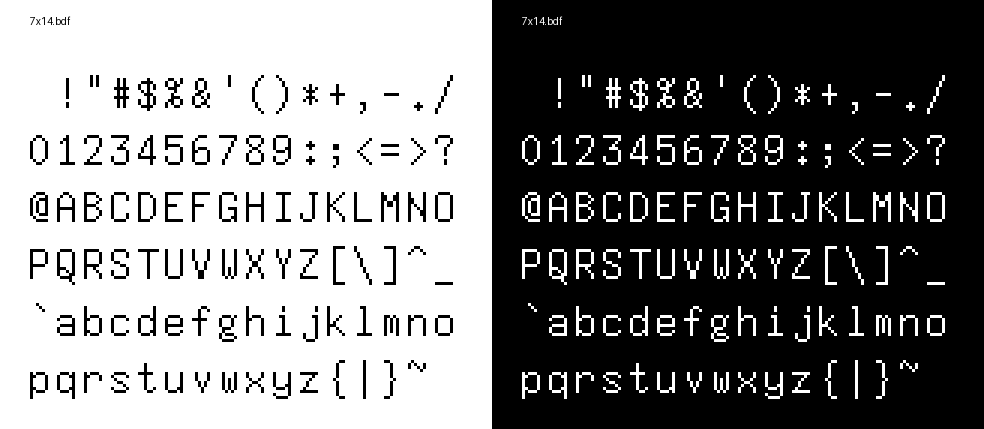 7x14.bdf
 !"#$%&'()*+,-./
0123456789:;<=>?
@ABCDEFGHIJKLMNO
PQRSTUVWXYZ[\]^_
`abcdefghijklmno
pqrstuvwxyz{|}~
7x14.bdf
 !"#$%&'()*+,-./
0123456789:;<=>?
@ABCDEFGHIJKLMNO
PQRSTUVWXYZ[\]^_
`abcdefghijklmno
pqrstuvwxyz{|}~